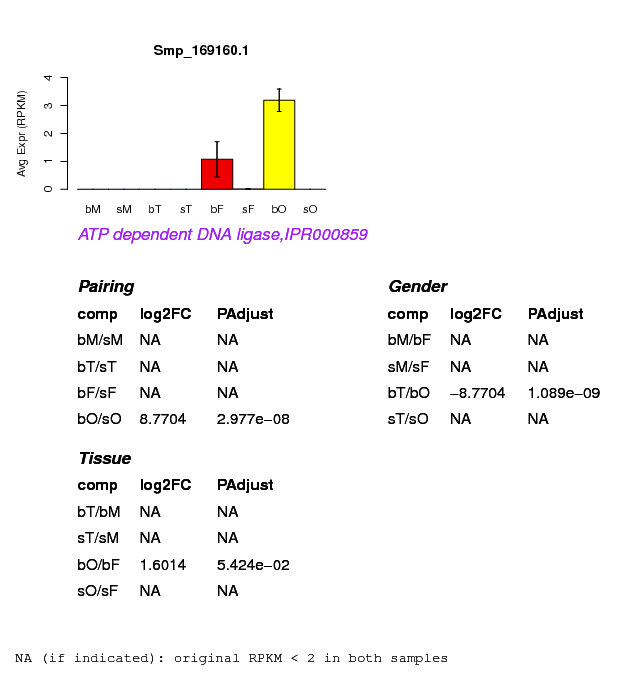 Smp_169160.1
Avg Expr (RPKM)
4
3
2
1
0
bM sM bT sT bF sF bO sO
ATP dependent DNA ligase,IPR000859
Pairing
comp log2FC PAdjust
bM/sM NA NA
bT/sT NA NA
bF/sF NA NA
bO/sO 8.7704 2.977e−08
Gender
comp log2FC PAdjust
bM/bF NA NA
sM/sF NA NA
bT/bO −8.7704 1.089e−09
sT/sO NA NA
Tissue
comp log2FC PAdjust
bT/bM NA NA
sT/sM NA NA
bO/bF 1.6014 5.424e−02
sO/sF NA NA
NA (if indicated): original RPKM < 2 in both samples